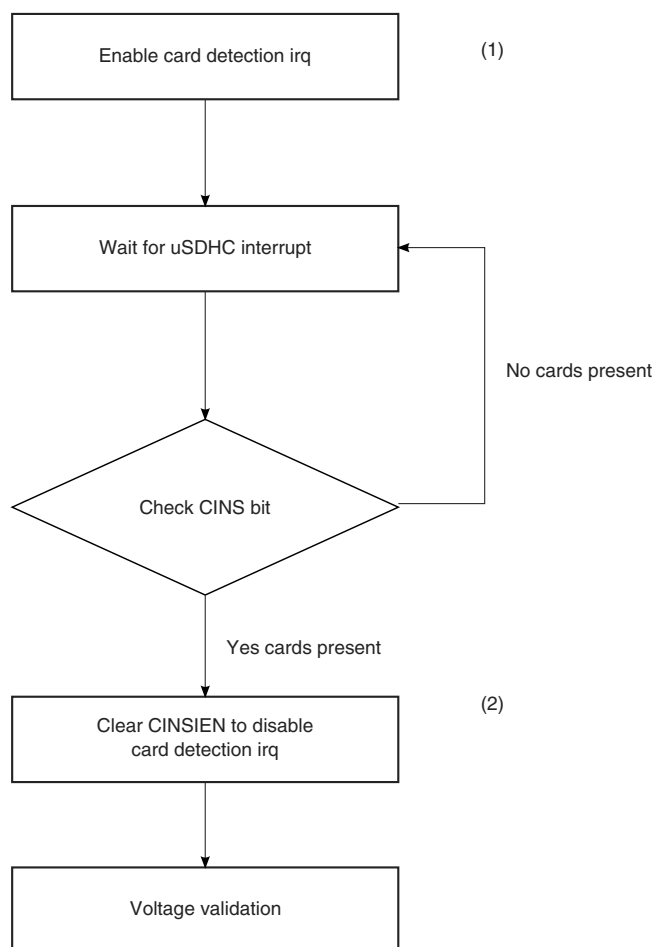 Enable card detection irq
(1)
Wait for uSDHC interrupt
No cards present
Check CINS bit
Yes cards present
Clear CINSIEN to disable
card detection irq
(2)
Voltage validation